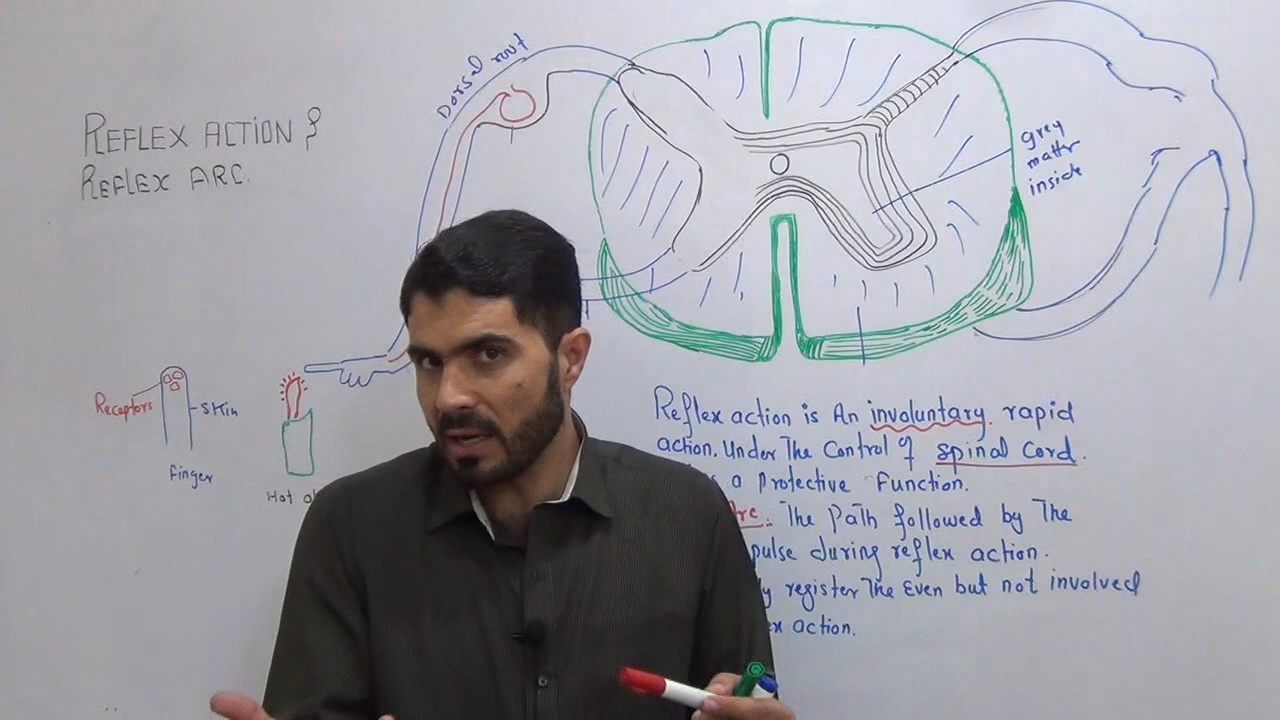 REFLEX ACTION &
REFLEX ARC.
Dorsal root
grey
mattr
inside
Receptors
skin
finger
Hot
Reflex action is An involuntary rapid
action. Under The Control of spinal Cord.
a Protective Function.
The Path followed by The
during reflex action.
register The Even but not involved
action.